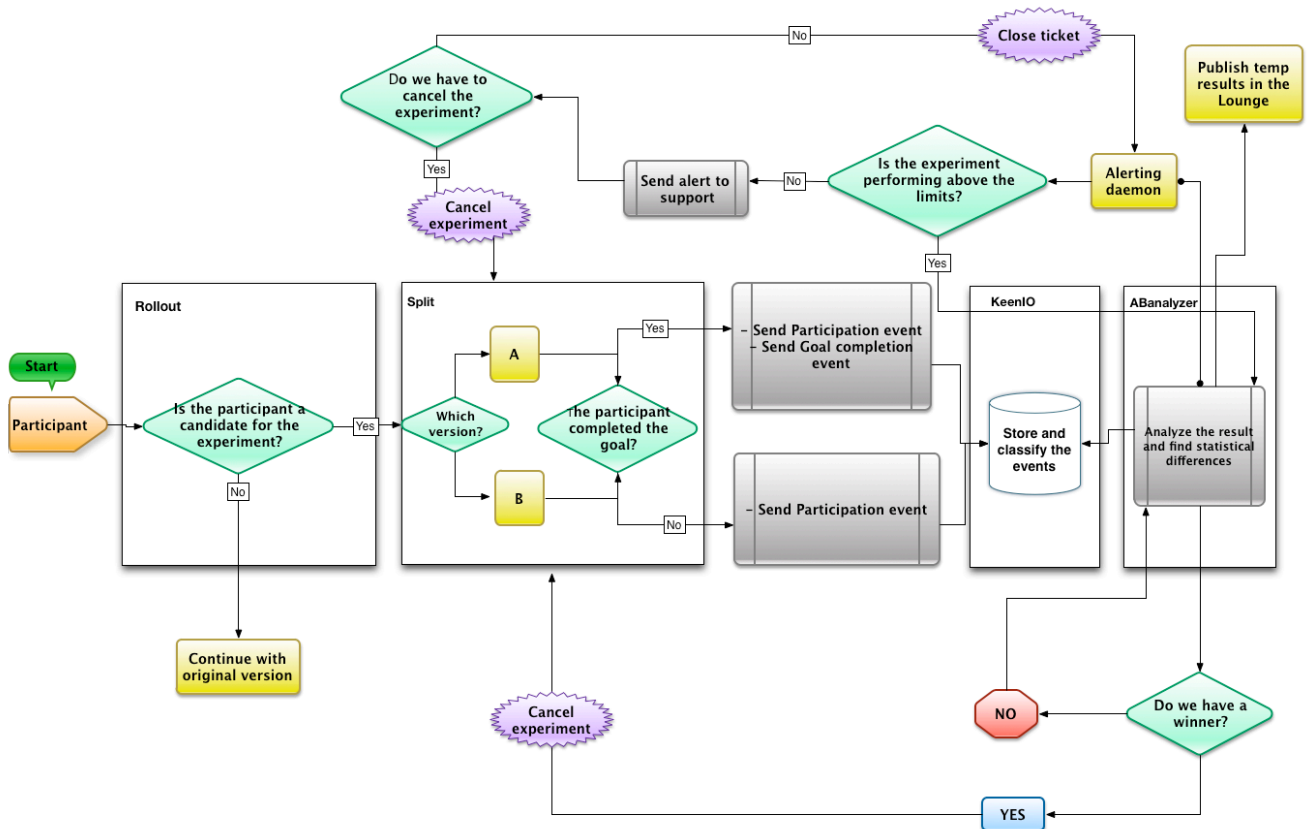 No
Close ticket
Do we have to
cancel the
experiment?
Publish temp
results in the
Lounge
Yes
Send alert to
support
No
Is the experiment
performing above the
limits?
Alerting
daemon
Cancel
experiment
Yes
Rollout
Split
KeenIO
ABanalyzer
Start
Participant
Is the participant a
candidate for the
experiment?
Yes
No
Continue with
original version
Which
version?
A
B
The participant
completed the
goal?
Yes
- Send Participation event
- Send Goal completion
event
No
- Send Participation event
Store and
classify the
events
Analyze the result
and find statistical
differences
Do we have a
winner?
NO
YES
Cancel
experiment